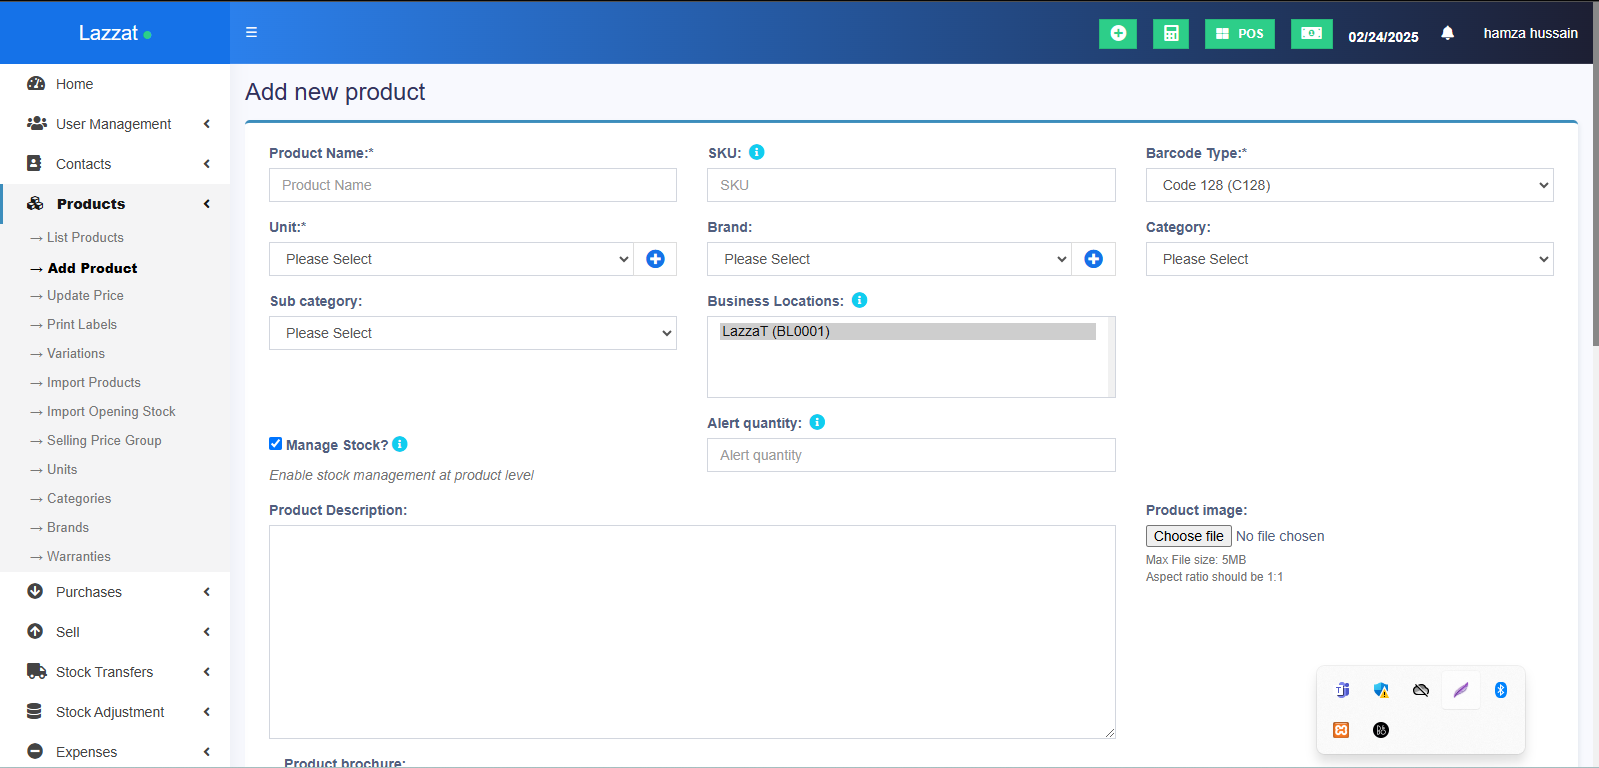 Lazzat
POS
02/24/2025
hamza hussain
Home
User Management
Contacts
Products
→ List Products
→ Add Product
→ Update Price
→ Print Labels
→ Variations
→ Import Products
→ Import Opening Stock
→ Selling Price Group
→ Units
→ Categories
→ Brands
→ Warranties
Purchases
Sell
Stock Transfers
Stock Adjustment
Expenses
Add new product
Product Name:*
Product Name
SKU:
SKU
Barcode Type:*
Code 128 (C128)
Unit:*
Please Select
Brand:
Please Select
Category:
Please Select
Sub category:
Please Select
Business Locations:
LazzaT (BL0001)
Manage Stock?
Enable stock management at product level
Alert quantity:
Alert quantity
Product Description:
Product image:
Choose file No file chosen
Max File size: 5MB
Aspect ratio should be 1:1
Product brochure: